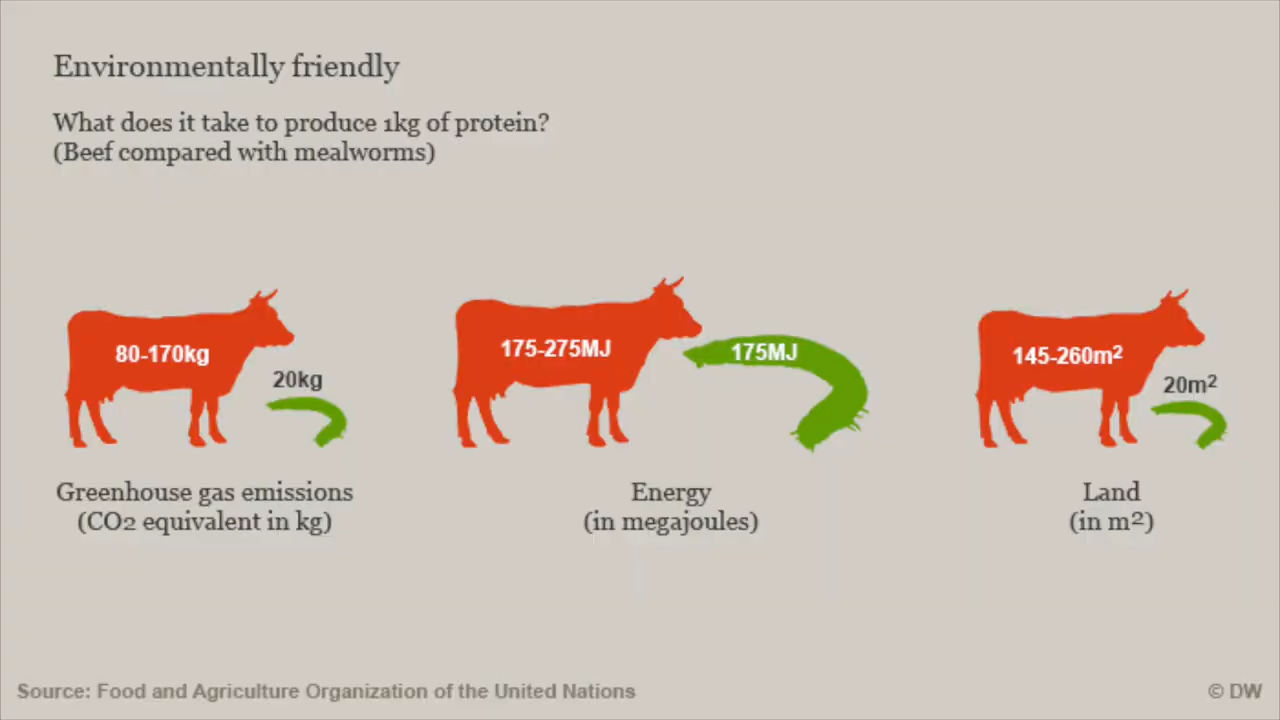 Environmentally friendly
What does it take to produce 1kg of protein?
(Beef compared with mealworms)
80-170kg
20kg
175-275MJ
175MJ
145-260m²
20m²
Greenhouse gas emissions
(CO2 equivalent in kg)
Energy
(in megajoules)
Land
(in m²)
Source: Food and Agriculture Organization of the United Nations
© DW